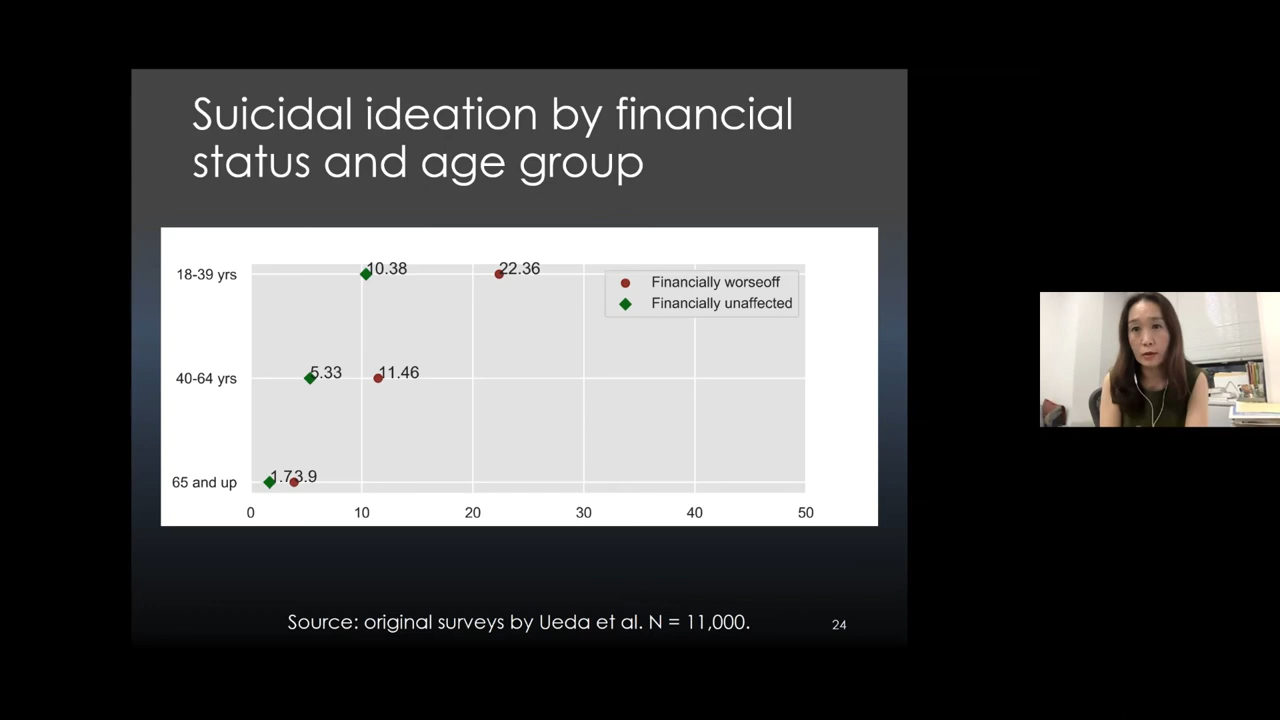 Suicidal ideation by financial
status and age group
18-39 yrs
10.38
22.36
Financially worseoff
Financially unaffected
40-64 yrs
5.33
11.46
65 and up
1.7
3.9
0 10 20 30 40 50
Source: original surveys by Ueda et al. N = 11,000.
24